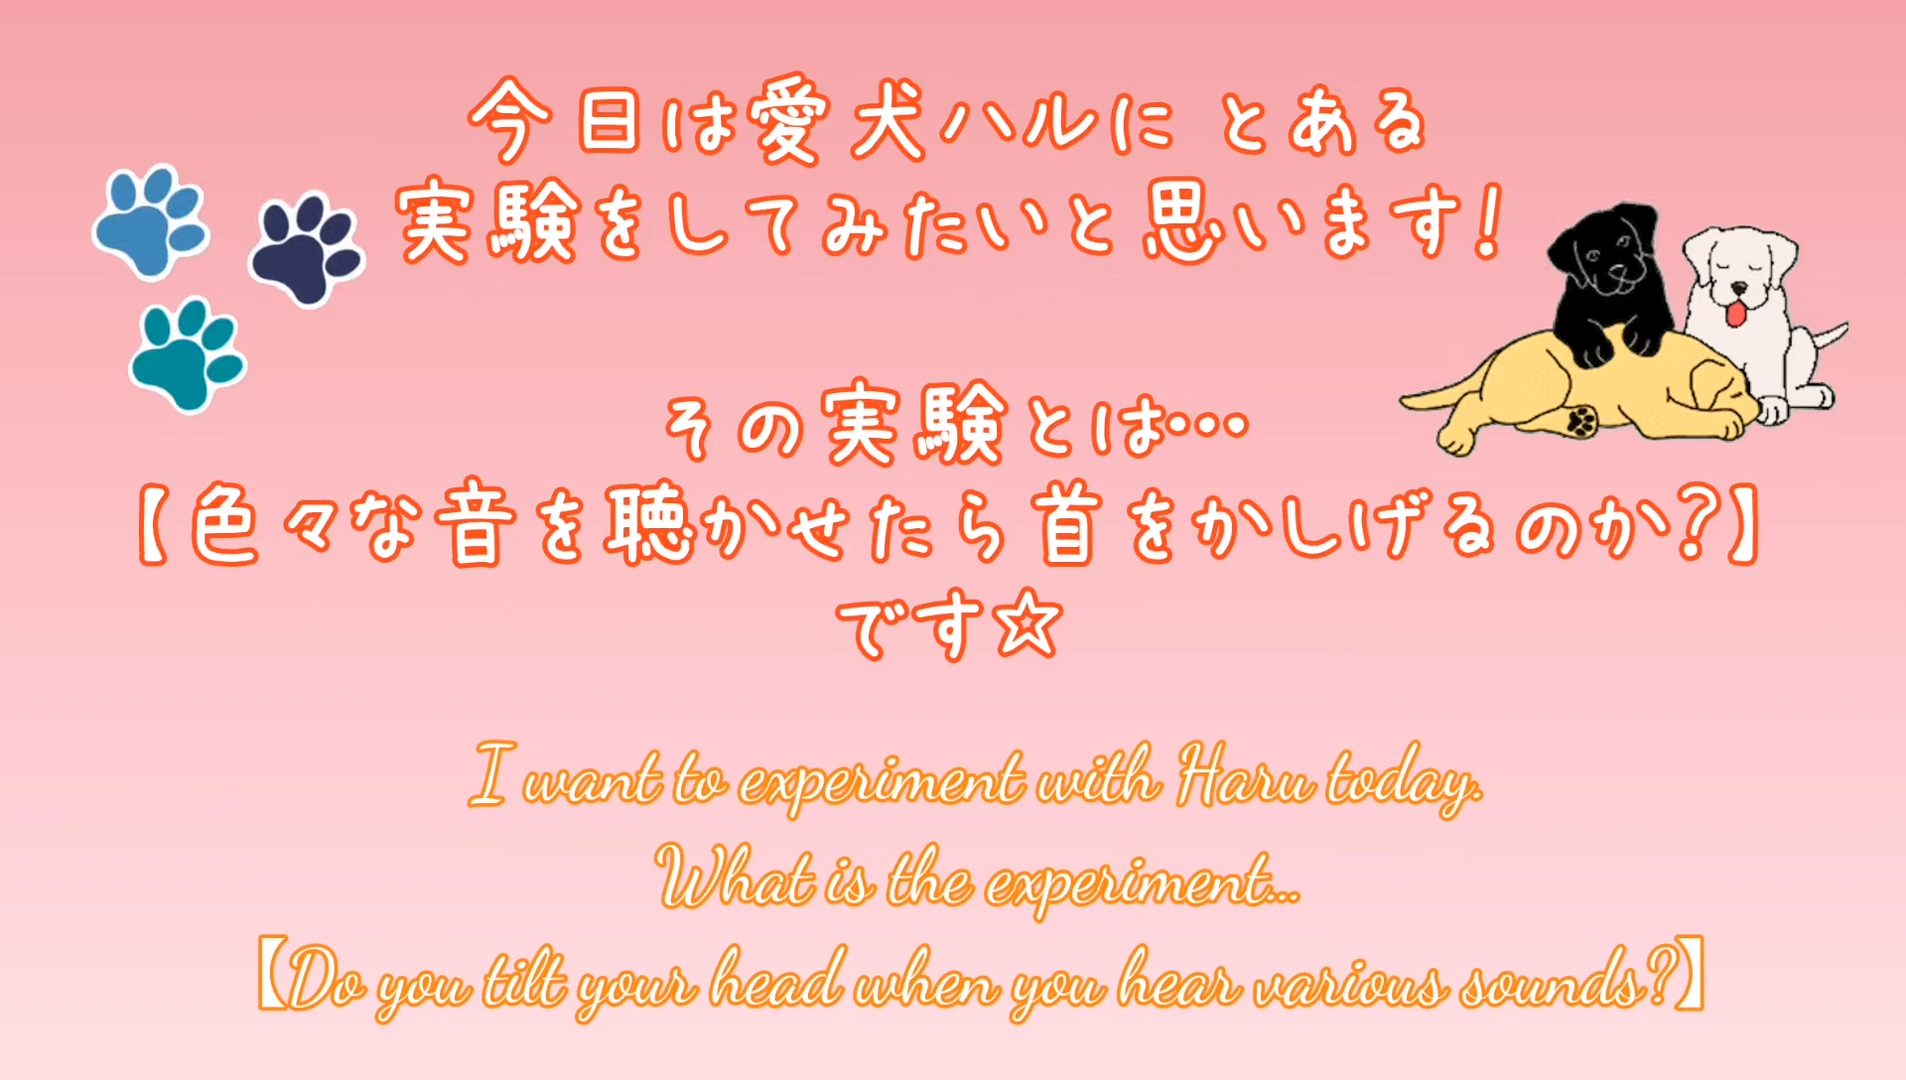 今日は愛犬ハルに とある
実験をしてみたいと思います!
その実験とは…
【色々な音を聴かせたら首をかしげるのか?】
です☆
I want to experiment with Haru today.
What is the experiment...
【Do you tilt your head when you hear various sounds?】